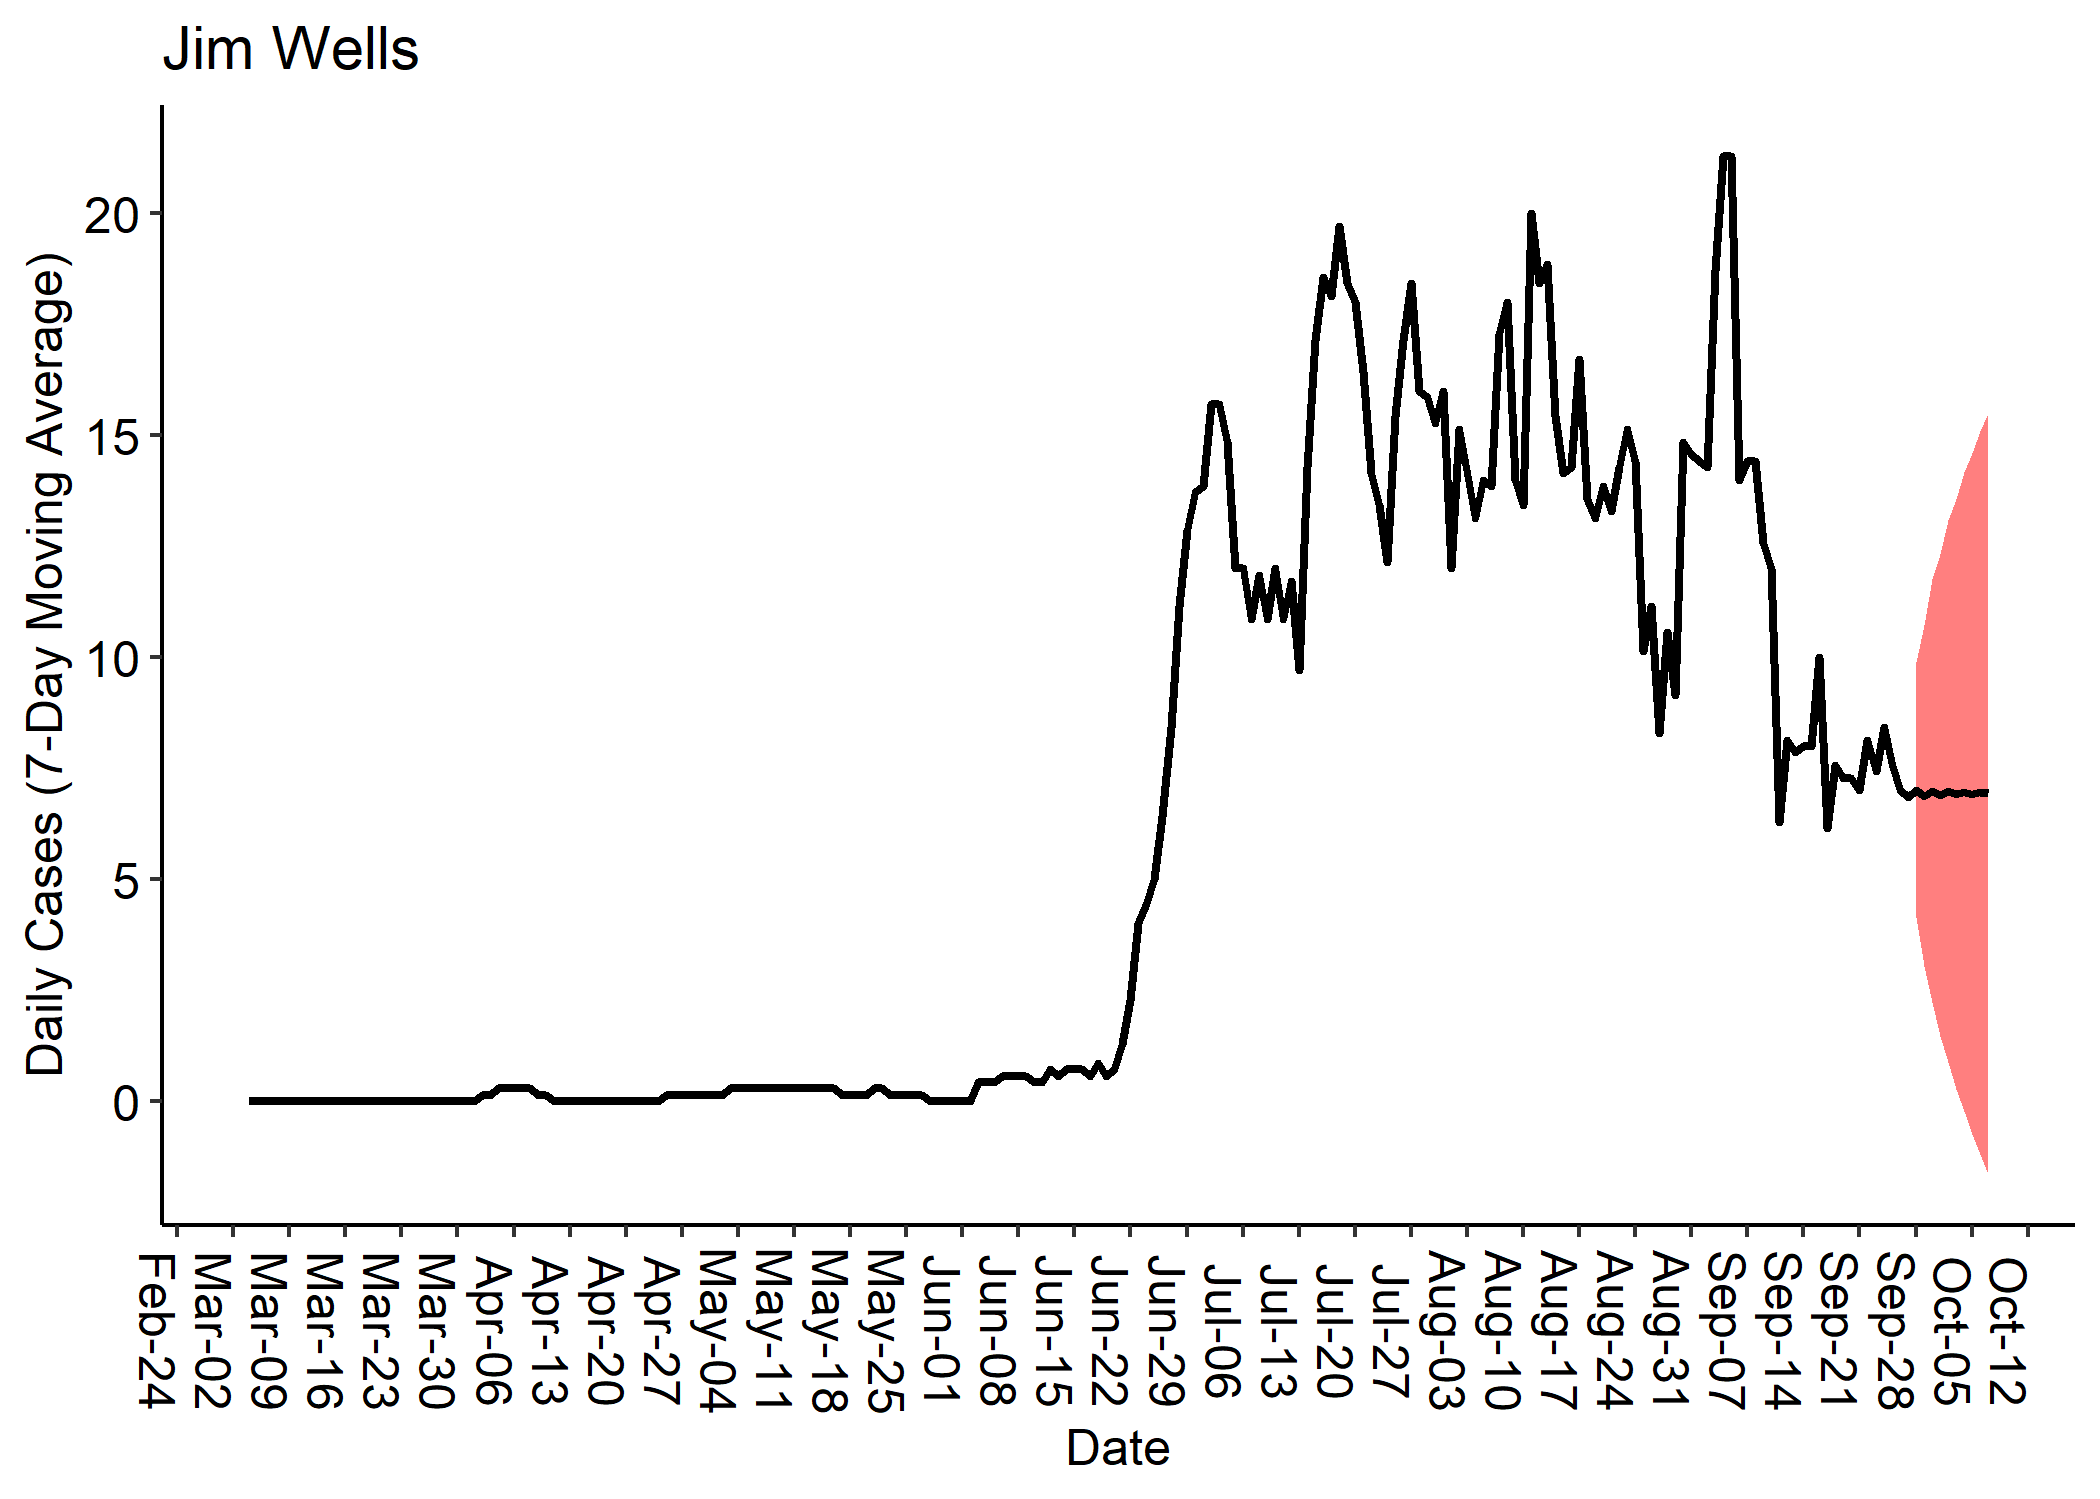 Jim Wells
Daily Cases (7-Day Moving Average)
20
15
10
5
0
Feb-24
Mar-02
Mar-09
Mar-16
Mar-23
Mar-30
Apr-06
Apr-13
Apr-20
Apr-27
May-04
May-11
May-18
May-25
Jun-01
Jun-08
Jun-15
Jun-22
Jun-29
Jul-06
Jul-13
Jul-20
Jul-27
Aug-03
Aug-10
Aug-17
Aug-24
Aug-31
Sep-07
Sep-14
Sep-21
Sep-28
Oct-05
Oct-12
Date